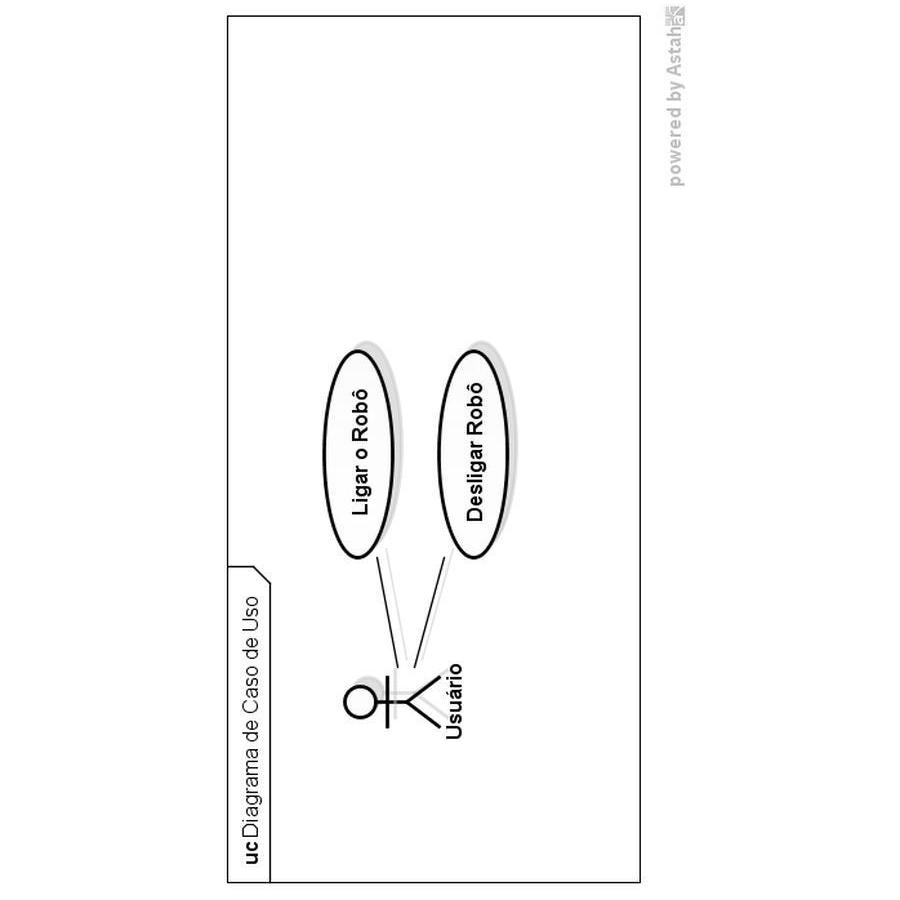 uc Diagrama de Caso de Uso
Ligar o Robô
Usuário
Desligar Robô
powered by Astah